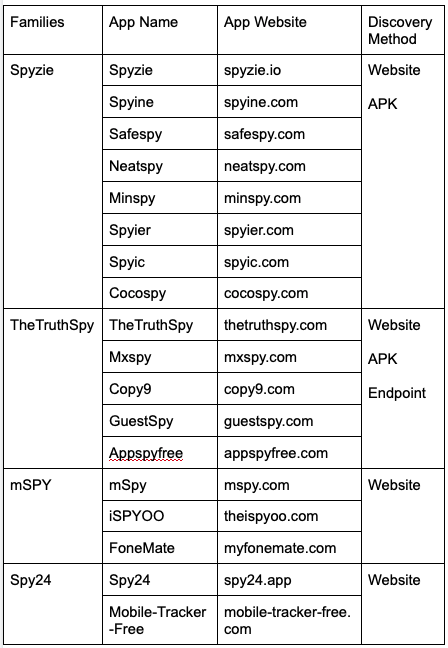 Families App Name App Website Discovery
Method
Spyzie Spyzie spyzie.io Website
Spyine spyine.com APK
Safespy safespy.com
Neatspy neatspy.com
Minspy minspy.com
Spyier spyier.com
Spyic spyic.com
Cocospy cocospy.com
TheTruthSpy TheTruthSpy thetruthspy.com Website
Mxspy mxspy.com APK
Copy9 copy9.com Endpoint
GuestSpy guestspy.com
Appspyfree appspyfree.com
mSPY mSpy mspy.com Website
iSPYOO theispyoo.com
FoneMate myfonemate.com
Spy24 Spy24 spy24.app Website
Mobile-Tracker mobile-tracker-free.
-Free com